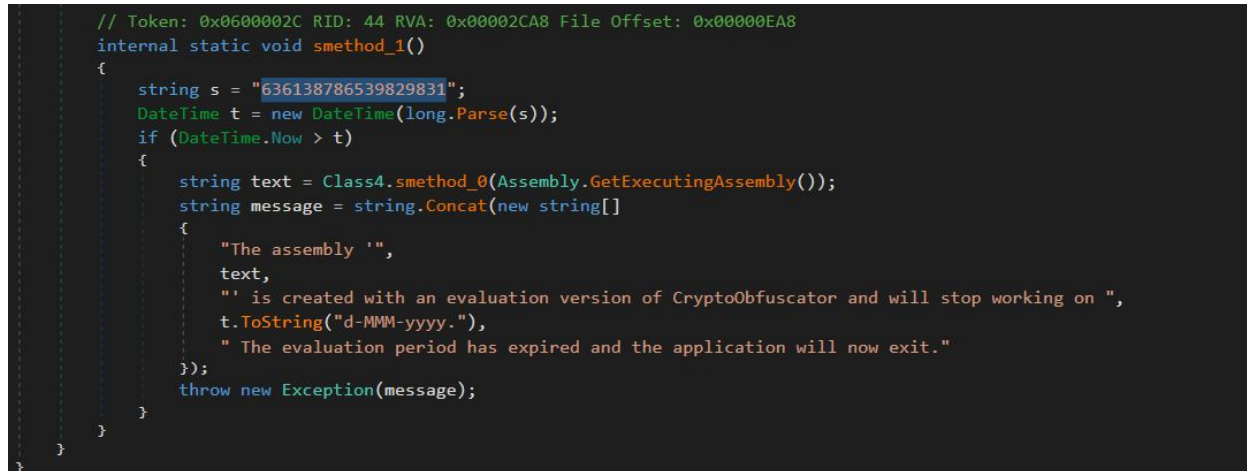 // Token: 0x0600002C RID: 44 RVA: 0x00002CA8 File Offset: 0x00000EA8
internal static void smethod_1()
{
string s = "636138786539829831";
DateTime t = new DateTime(long.Parse(s));
if (DateTime.Now > t)
{
string text = Class4.smethod_0(Assembly.GetExecutingAssembly());
string message = string.Concat(new string[]
{
"The assembly '",
text,
"' is created with an evaluation version of CryptoObfuscator and will stop working on ",
t.ToString("d-MMM-yyyy."),
" The evaluation period has expired and the application will now exit."
});
throw new Exception(message);
}
}
}
}